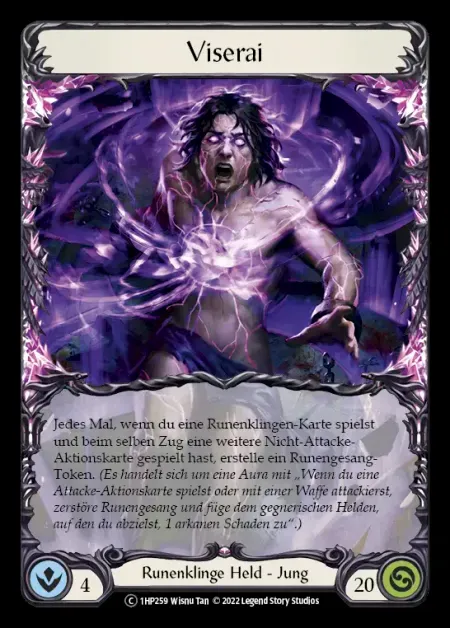 Viserai
Jedes Mal, wenn du eine Runenklingen-Karte spielst
und beim selben Zug eine weitere Nicht-Attacke-
Aktionskarte gespielt hast, erstelle ein Runengesang-
Token. (Es handelt sich um eine Aura mit „Wenn du eine
Attacke-Aktionskarte spielst oder mit einer Waffe attackierst,
zerstöre Runengesang und füge dem gegnerischen Helden,
auf den du abzielst, 1 arkanen Schaden zu“.)
4
Runenklinge Held - Jung
20
C 1HP259 Wisnu Tan © 2022 Legend Story Studios